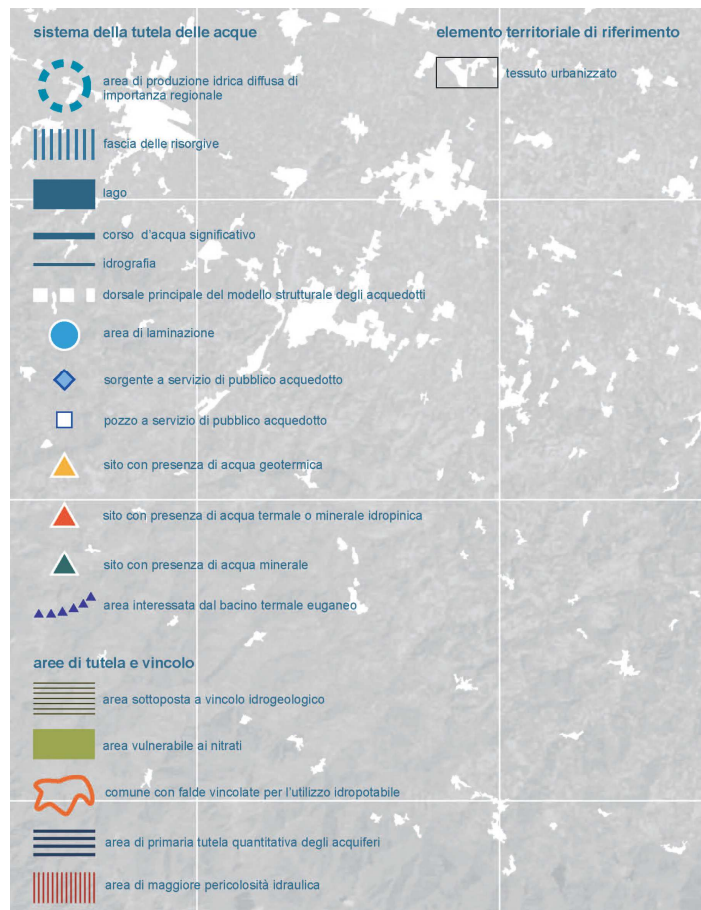 sistema della tutela delle acque
area di produzione idrica diffusa di
importanza regionale
fascia delle risorgive
lago
corso d'acqua significativo
idrografia
dorsale principale del modello strutturale degli acquedotti
area di laminazione
sorgente a servizio di pubblico acquedotto
pozzo a servizio di pubblico acquedotto
sito con presenza di acqua geotermica
sito con presenza di acqua termale o minerale idropinica
sito con presenza di acqua minerale
area interessata dal bacino termale euganeo
aree di tutela e vincolo
area sottoposta a vincolo idrogeologico
area vulnerabile ai nitrati
comune con falde vincolate per l'utilizzo idropotabile
area di primaria tutela quantitativa degli acquiferi
area di maggiore pericolosità idraulica
elemento territoriale di riferimento
tessuto urbanizzato